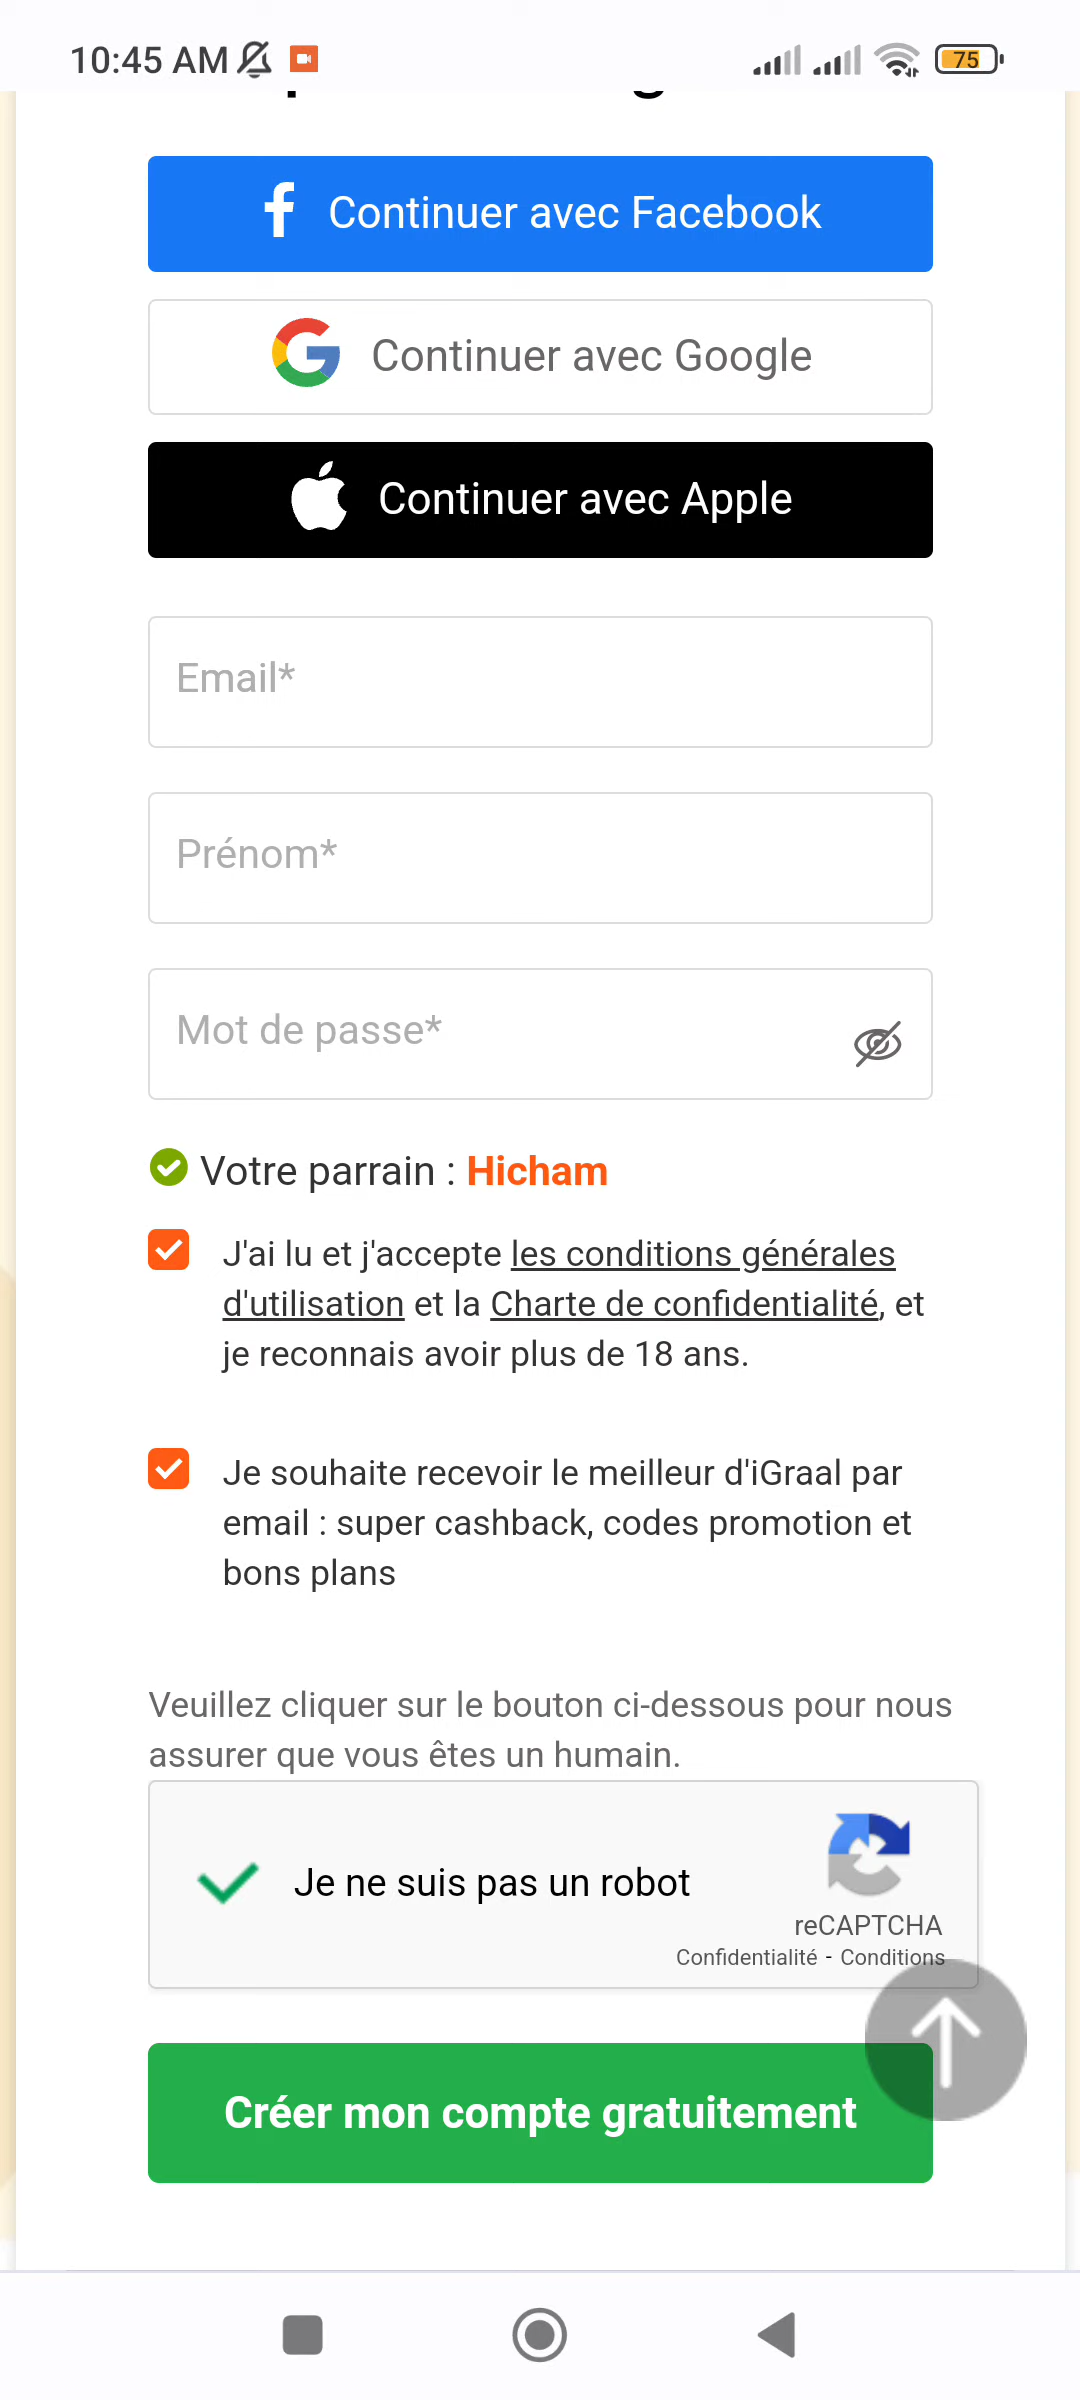 10:45 AM
75
Continuer avec Facebook
Continuer avec Google
Continuer avec Apple
Email*
Prénom*
Mot de passe*
Votre parrain : Hicham
J'ai lu et j'accepte les conditions générales
d'utilisation et la Charte de confidentialité, et
je reconnais avoir plus de 18 ans.
Je souhaite recevoir le meilleur d'iGraal par
email : super cashback, codes promotion et
bons plans
Veuillez cliquer sur le bouton ci-dessous pour nous
assurer que vous êtes un humain.
Je ne suis pas un robot
reCAPTCHA
Confidentialité - Conditions
Créer mon compte gratuitement